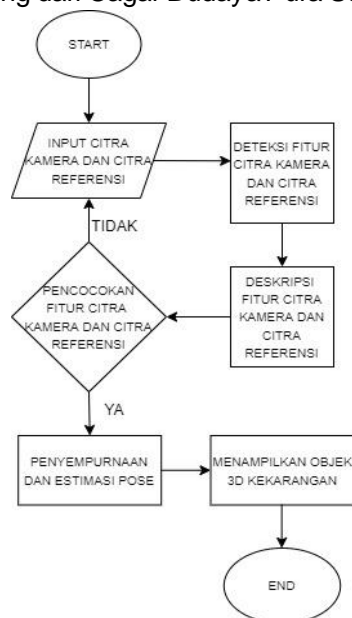 START
INPUT CITRA
KAMERA DAN CITRA
REFERENSI
DETEKSI FITUR
CITRA KAMERA
DAN CITRA
REFERENSI
TIDAK
PENCOCOKAN
FITUR CITRA
KAMERA DAN CITRA
REFERENSI
DESKRIPSI
FITUR CITRA
KAMERA DAN
CITRA
REFERENSI
YA
PENYEMPURNAAN
DAN ESTIMASI POSE
MENAMPILKAN OBJEK
3D KEKARANGAN
END